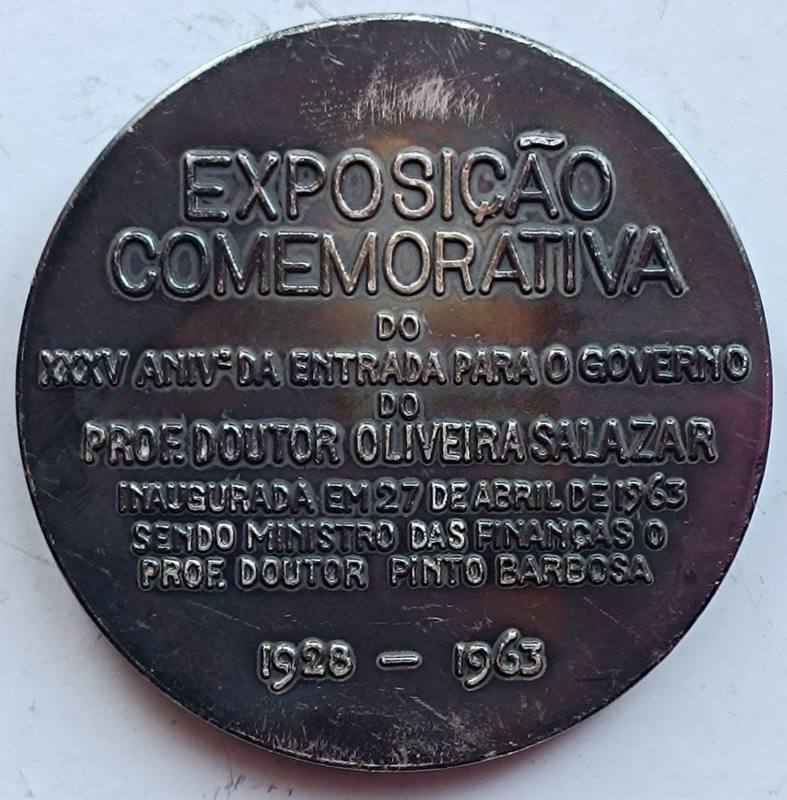 EXPOSIÇÃO
COMEMORATIVA
DO
XXXV ANIVº DA ENTRADA PARA O GOVERNO
DO
PROF. DOUTOR OLIVEIRA SALAZAR
INAUGURADA EM 27 DE ABRIL DE 1963
SENDO MINISTRO DAS FINANÇAS O
PROF. DOUTOR PINTO BARBOSA
1928 — 1963